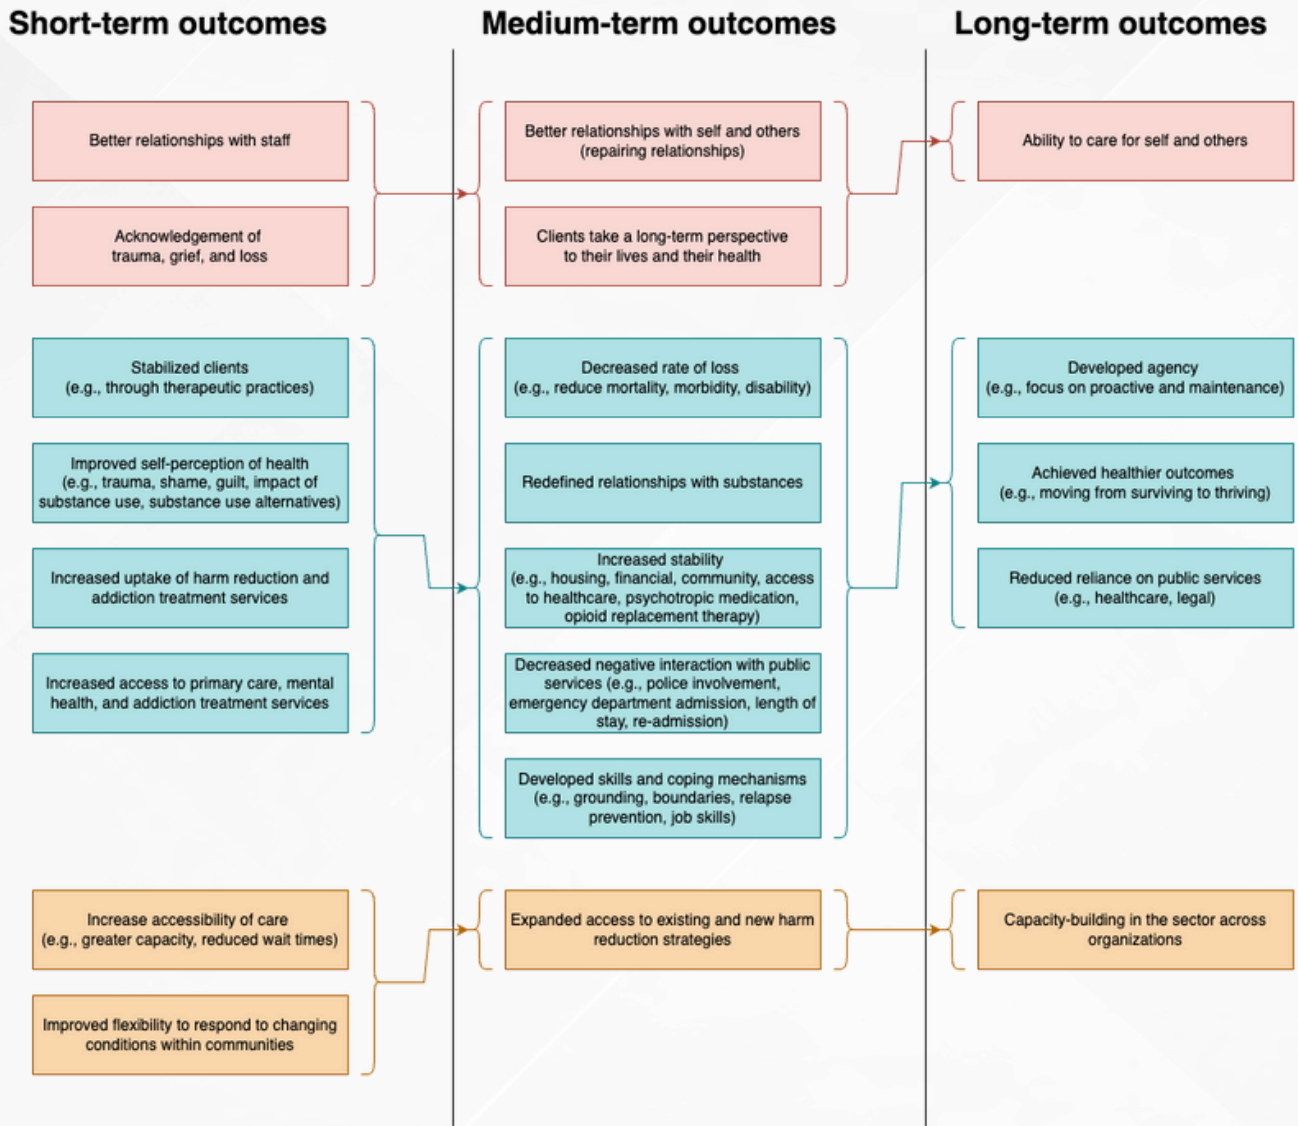 Short-term outcomes
Medium-term outcomes
Long-term outcomes
Better relationships with staff
Acknowledgement of
trauma, grief, and loss
Better relationships with self and others
(repairing relationships)
Clients take a long-term perspective
to their lives and their health
Ability to care for self and others
Stabilized clients
(e.g., through therapeutic practices)
Improved self-perception of health
(e.g., trauma, shame, guilt, impact of
substance use, substance use alternatives)
Increased uptake of harm reduction and
addiction treatment services
Increased access to primary care, mental
health, and addiction treatment services
Decreased rate of loss
(e.g., reduce mortality, morbidity, disability)
Redefined relationships with substances
Increased stability
(e.g., housing, financial, community, access
to healthcare, psychotropic medication,
opioid replacement therapy)
Decreased negative interaction with public
services (e.g., police involvement,
emergency department admission, length of
stay, re-admission)
Developed skills and coping mechanisms
(e.g., grounding, boundaries, relapse
prevention, job skills)
Developed agency
(e.g., focus on proactive and maintenance)
Achieved healthier outcomes
(e.g., moving from surviving to thriving)
Reduced reliance on public services
(e.g., healthcare, legal)
Increase accessibility of care
(e.g., greater capacity, reduced wait times)
Improved flexibility to respond to changing
conditions within communities
Expanded access to existing and new harm
reduction strategies
Capacity-building in the sector across
organizations